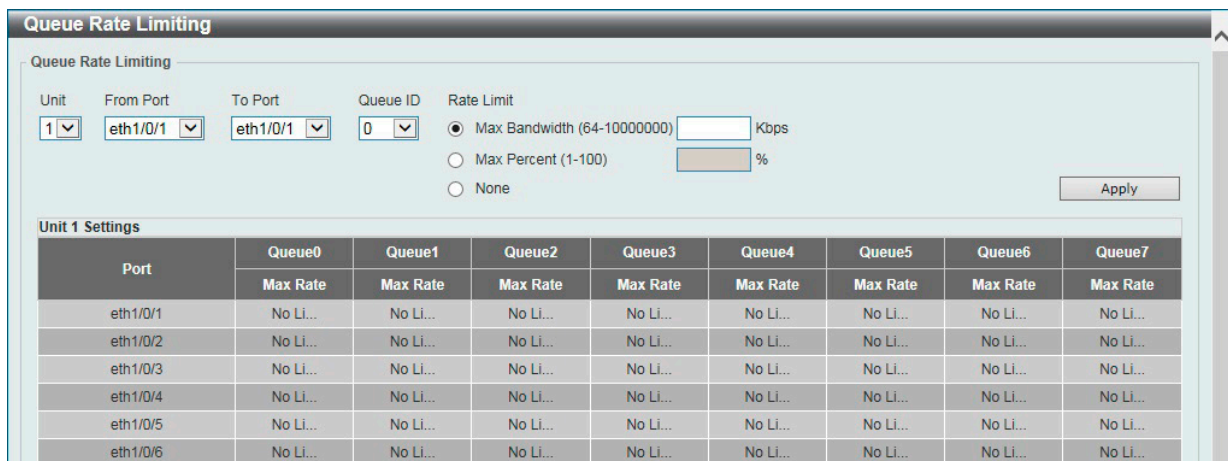 Queue Rate Limiting
Queue Rate Limiting
Unit From Port To Port Queue ID Rate Limit
1 eth1/0/1 eth1/0/1 0 Max Bandwidth (64-10000000) Kbps
Max Percent (1-100) %
None
Apply
Unit 1 Settings
Port Queue0 Queue1 Queue2 Queue3 Queue4 Queue5 Queue6 Queue7
Max Rate Max Rate Max Rate Max Rate Max Rate Max Rate Max Rate Max Rate
eth1/0/1 No Li... No Li... No Li... No Li... No Li... No Li... No Li... No Li...
eth1/0/2 No Li... No Li... No Li... No Li... No Li... No Li... No Li... No Li...
eth1/0/3 No Li... No Li... No Li... No Li... No Li... No Li... No Li... No Li...
eth1/0/4 No Li... No Li... No Li... No Li... No Li... No Li... No Li... No Li...
eth1/0/5 No Li... No Li... No Li... No Li... No Li... No Li... No Li... No Li...
eth1/0/6 No Li... No Li... No Li... No Li... No Li... No Li... No Li... No Li...